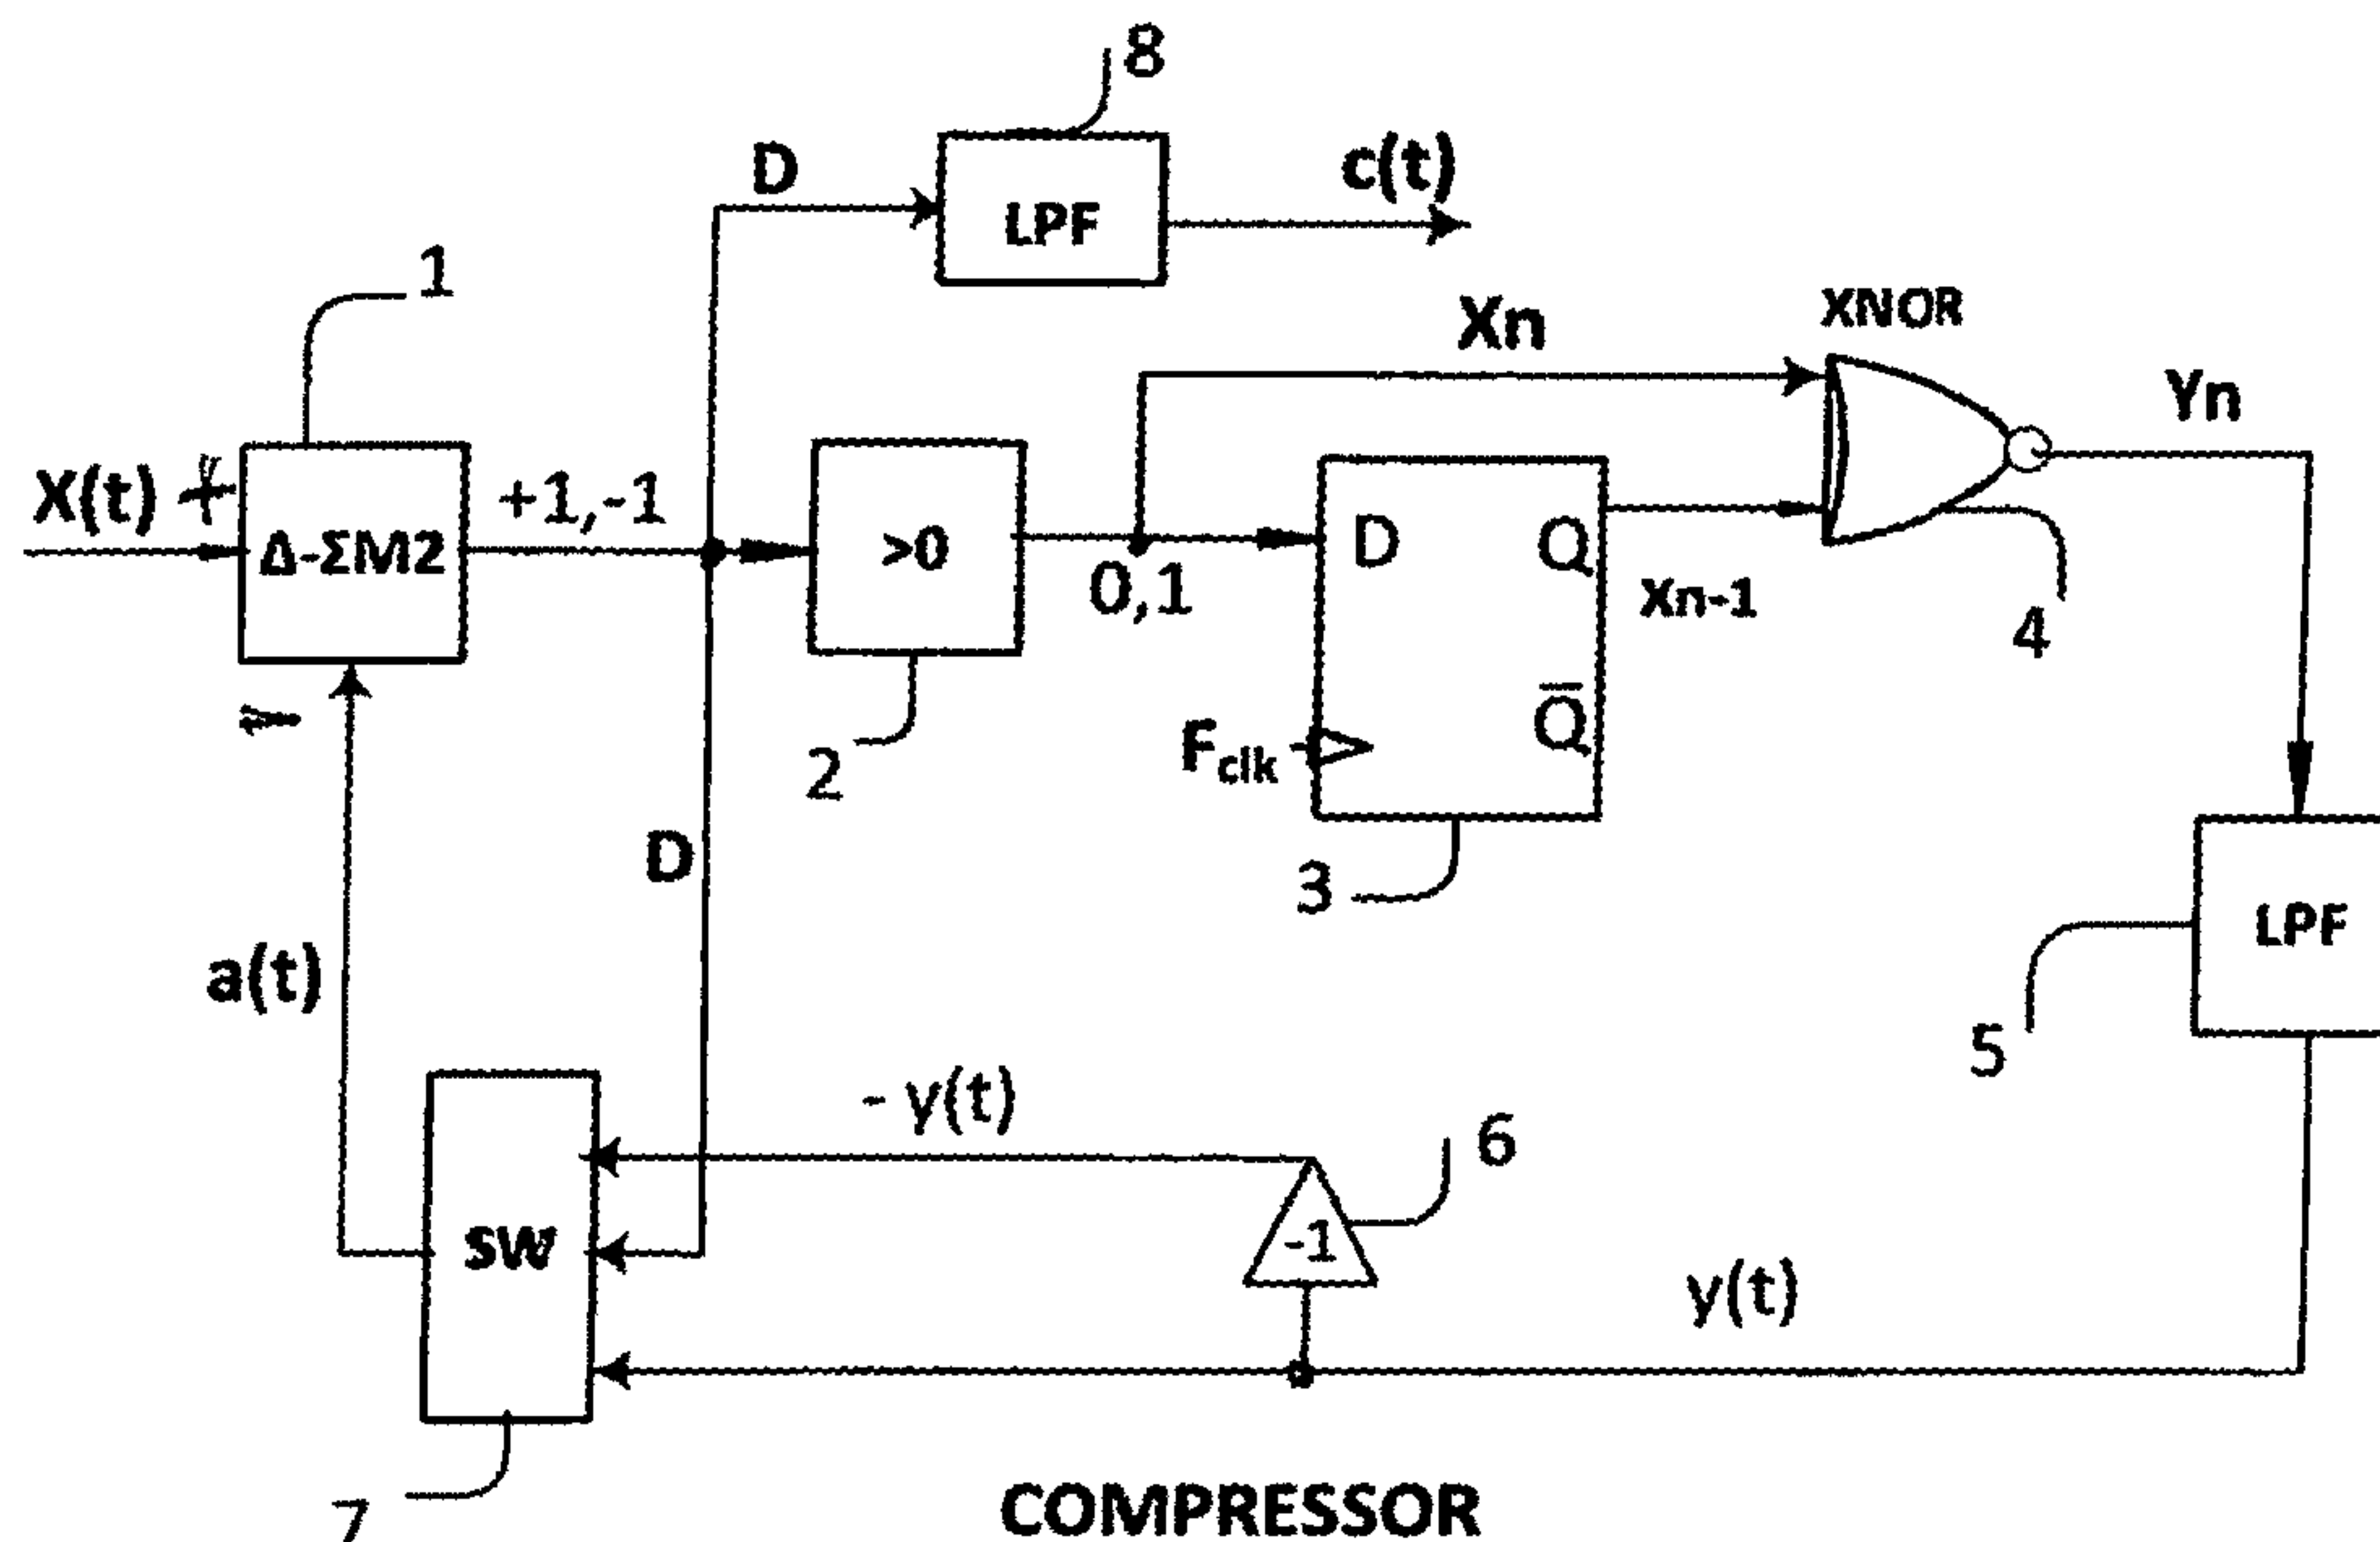 8
D
LPF
c(t)
1
Xn
XNOR
Yn
X(t) +
Δ-ΣM2
+1,-1
>0
0,1
D
Q
Xn-1
4
Q̅
Fclk
2
3
D
LPF
5
a(t)
- y(t)
6
SW
-1
y(t)
7
COMPRESSOR